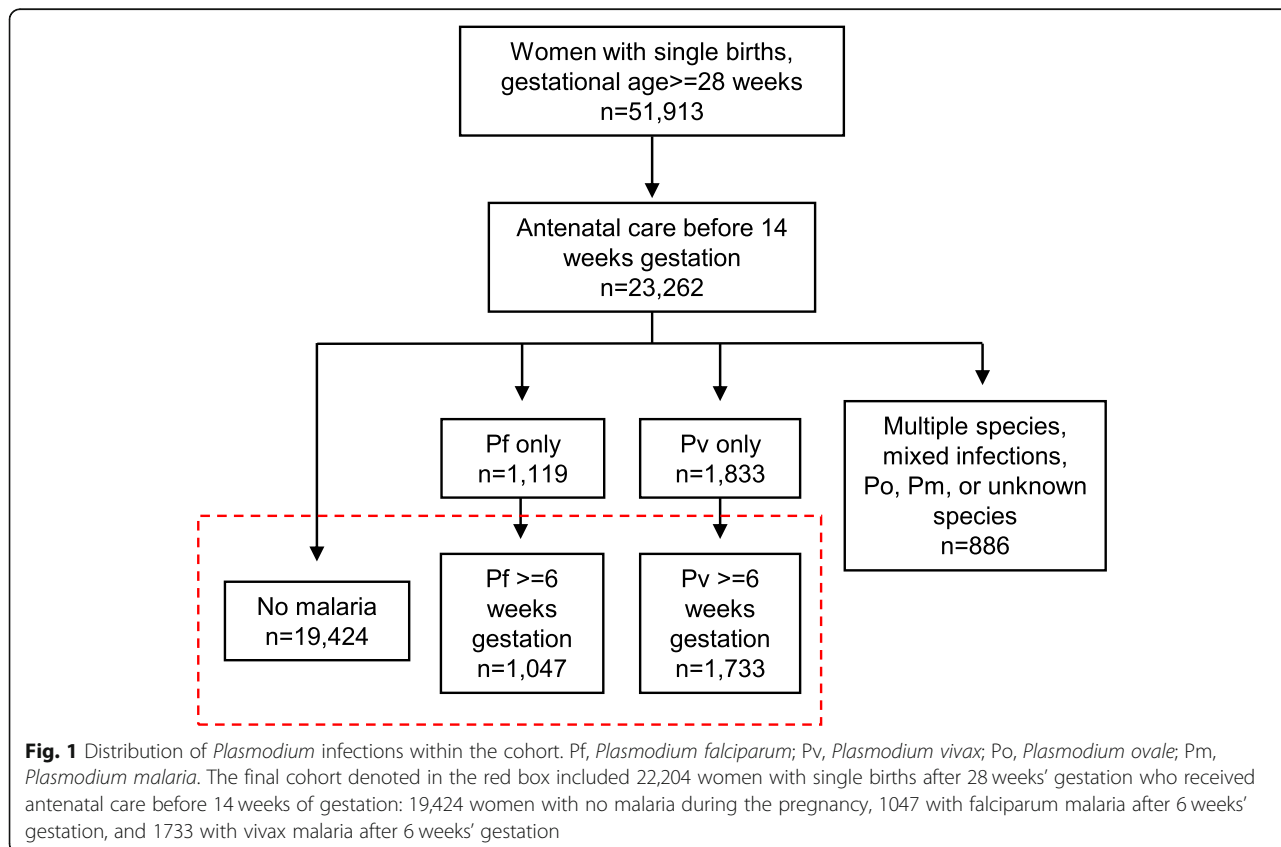 Women with single births,
gestational age>=28 weeks
n=51,913
Antenatal care before 14
weeks gestation
n=23,262
Pf only
n=1,119
Pv only
n=1,833
Multiple species,
mixed infections,
Po, Pm, or unknown
species
n=886
No malaria
n=19,424
Pf >=6
weeks
gestation
n=1,047
Pv >=6
weeks
gestation
n=1,733
Fig. 1 Distribution of Plasmodium infections within the cohort. Pf, Plasmodium falciparum; Pv, Plasmodium vivax; Po, Plasmodium ovale; Pm,
Plasmodium malaria. The final cohort denoted in the red box included 22,204 women with single births after 28 weeks' gestation who received
antenatal care before 14 weeks of gestation: 19,424 women with no malaria during the pregnancy, 1047 with falciparum malaria after 6 weeks'
gestation, and 1733 with vivax malaria after 6 weeks' gestation